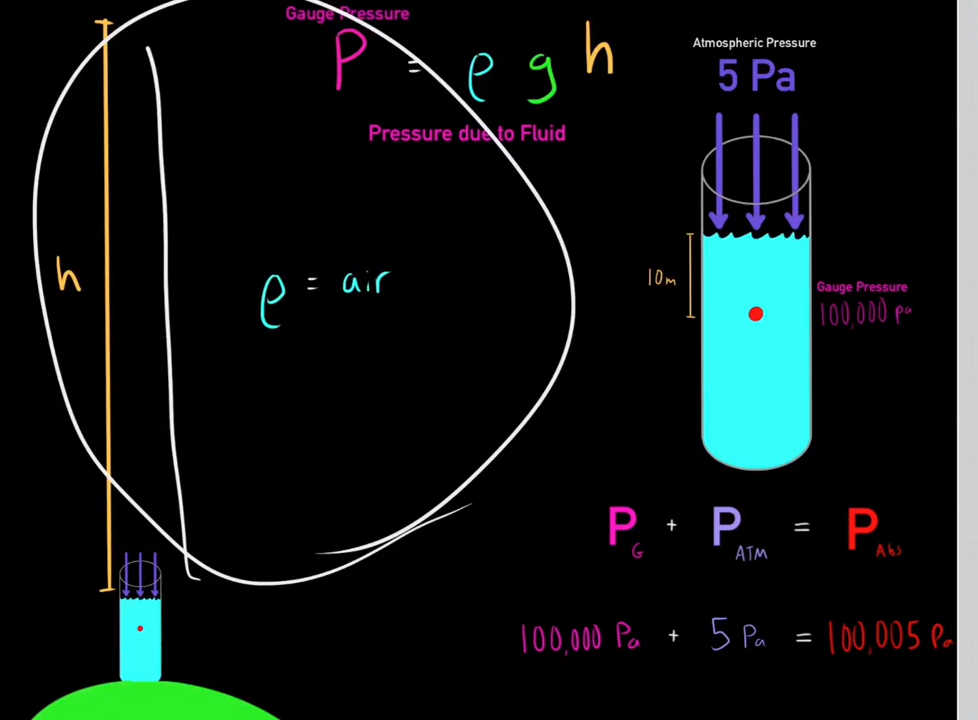 Gauge Pressure
P = ρ g h
Pressure due to Fluid
h
ρ = air
Atmospheric Pressure
5 Pa
10m
Gauge Pressure
100,000 pa
P_G + P_ATM = P_Abs
100,000 Pa + 5 Pa = 100,005 Pa